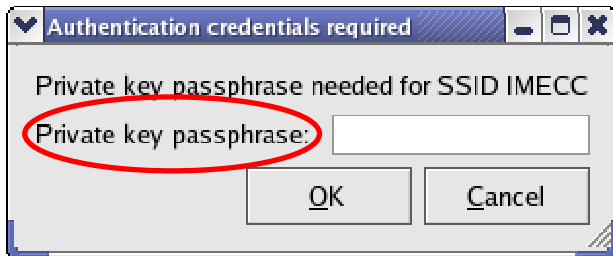 Authentication credentials required
Private key passphrase needed for SSID IMECC
Private key passphrase:
OK Cancel